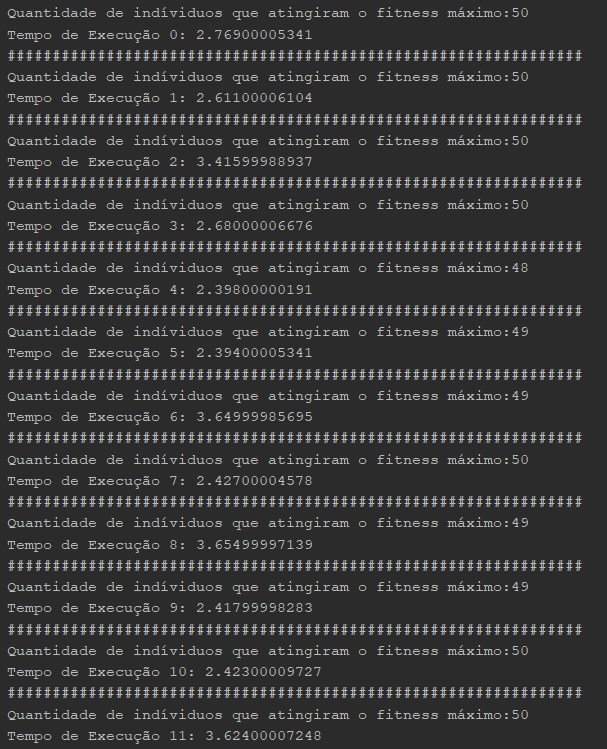 Quantidade de indíviduos que atingiram o fitness máximo:50
Tempo de Execução 0: 2.76900005341
################################################################
Quantidade de indíviduos que atingiram o fitness máximo:50
Tempo de Execução 1: 2.61100006104
################################################################
Quantidade de indíviduos que atingiram o fitness máximo:50
Tempo de Execução 2: 3.41599988937
################################################################
Quantidade de indíviduos que atingiram o fitness máximo:50
Tempo de Execução 3: 2.68000006676
################################################################
Quantidade de indíviduos que atingiram o fitness máximo:48
Tempo de Execução 4: 2.39800000191
################################################################
Quantidade de indíviduos que atingiram o fitness máximo:49
Tempo de Execução 5: 2.39400005341
################################################################
Quantidade de indíviduos que atingiram o fitness máximo:49
Tempo de Execução 6: 3.64999985695
################################################################
Quantidade de indíviduos que atingiram o fitness máximo:50
Tempo de Execução 7: 2.42700004578
################################################################
Quantidade de indíviduos que atingiram o fitness máximo:49
Tempo de Execução 8: 3.65499997139
################################################################
Quantidade de indíviduos que atingiram o fitness máximo:49
Tempo de Execução 9: 2.41799998283
################################################################
Quantidade de indíviduos que atingiram o fitness máximo:50
Tempo de Execução 10: 2.42300009727
################################################################
Quantidade de indíviduos que atingiram o fitness máximo:50
Tempo de Execução 11: 3.62400007248